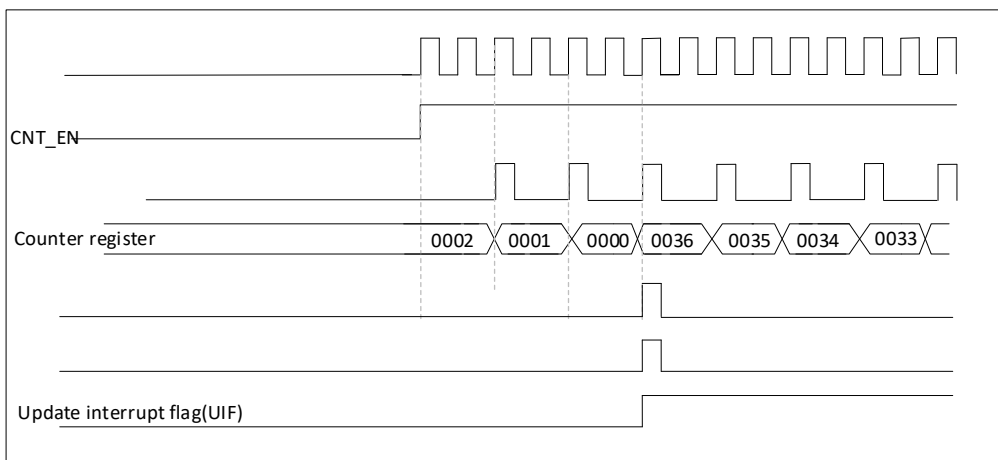 CNT_EN
Counter register 0002 0001 0000 0036 0035 0034 0033
Update interrupt flag(UIF)